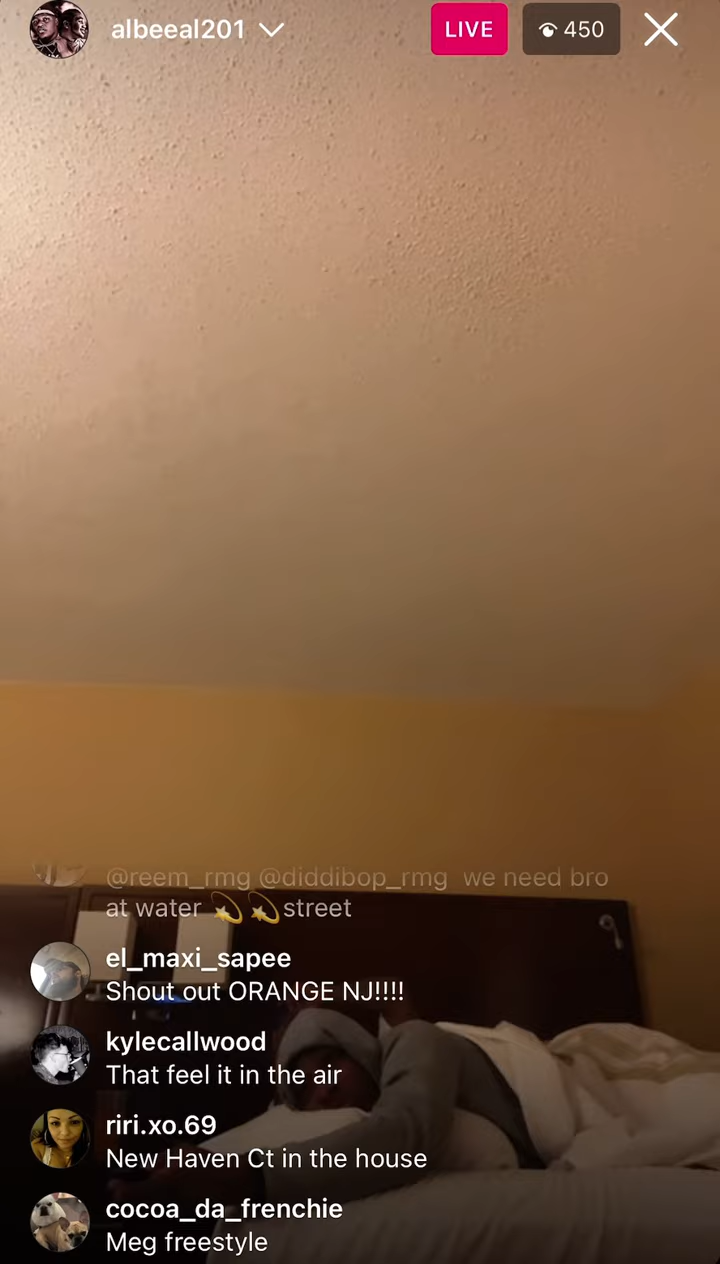 albeeal201
LIVE
450
@reem_rmg @diddibop_rmg we need bro
at water 💫💫street
el_maxi_sapee
Shout out ORANGE NJ!!!!
kylecallwood
That feel it in the air
riri.xo.69
New Haven Ct in the house
cocoa_da_frenchie
Meg freestyle